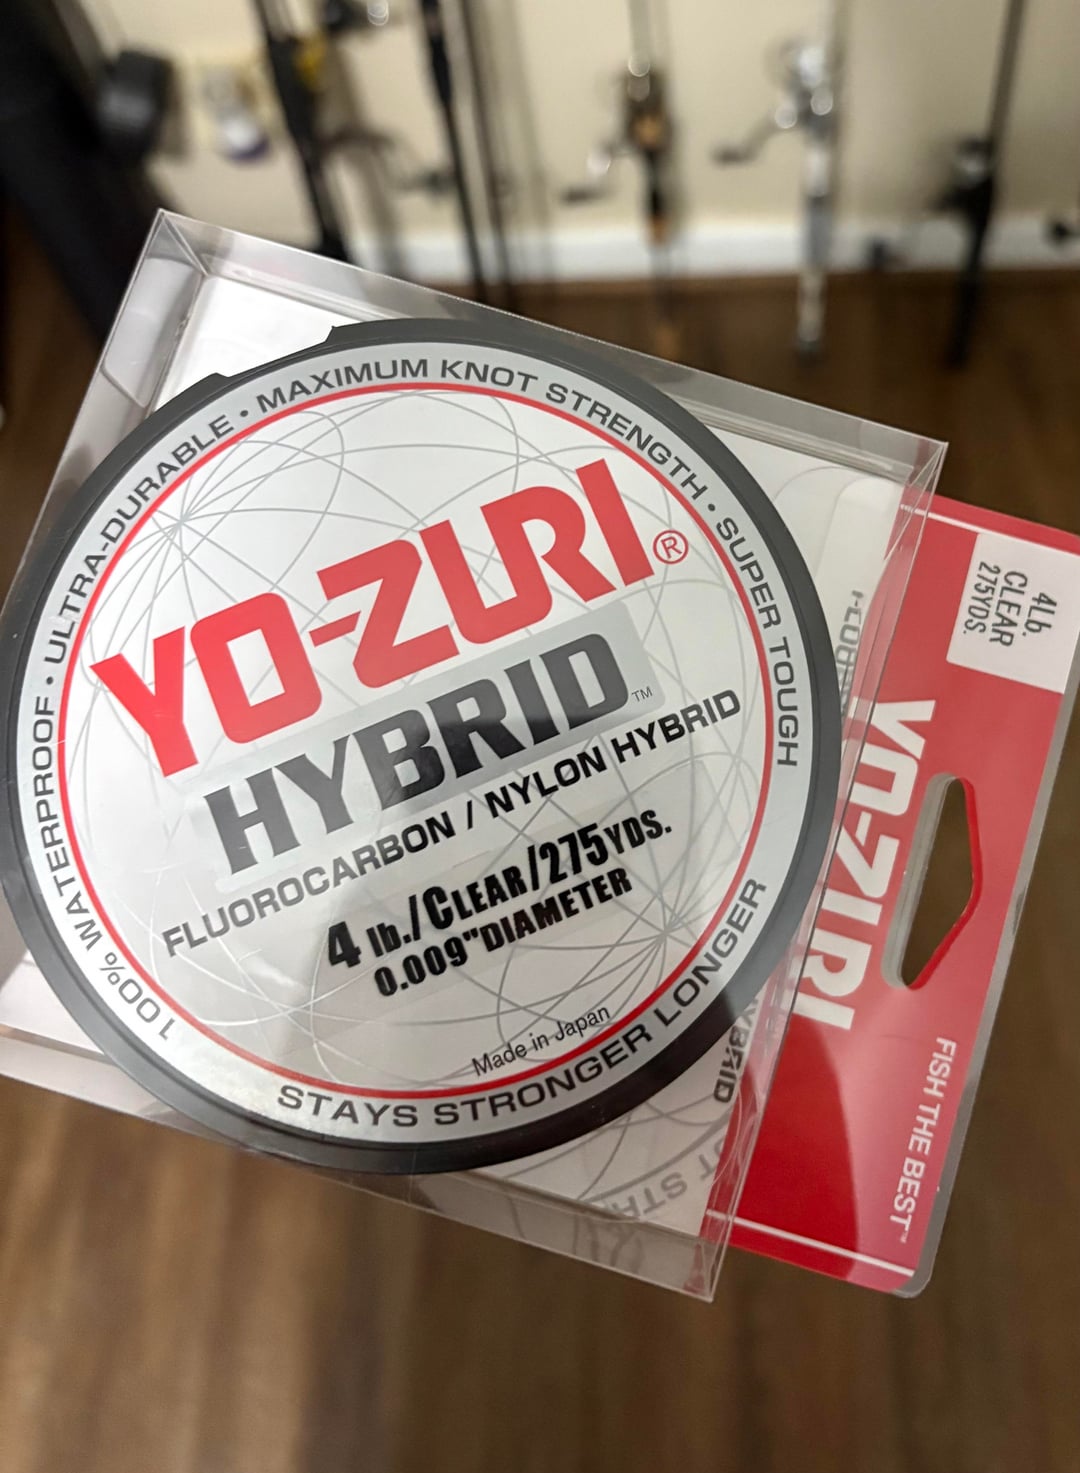 100% WATERPROOF • ULTRA-DURABLE • MAXIMUM KNOT STRENGTH • SUPER TOUGH
YO-ZURI®
HYBRID™
FLUOROCARBON / NYLON HYBRID
4 lb./CLEAR/275YDS.
0.009"DIAMETER
Made in Japan
STAYS STRONGER LONGER
4Lb.
CLEAR
275YDS.
YO-ZURI
FISH THE BEST™